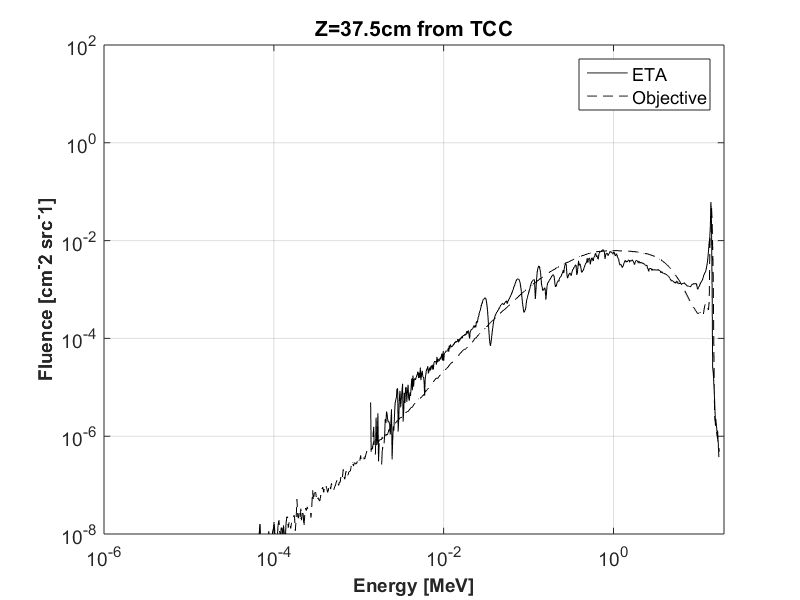 Z=37.5cm from TCC
ETA
Objective
10^2
10^0
10^-2
10^-4
10^-6
10^-8
Fluence [cm^-2 src^-1]
10^-6
10^-4
10^-2
10^0
Energy [MeV]